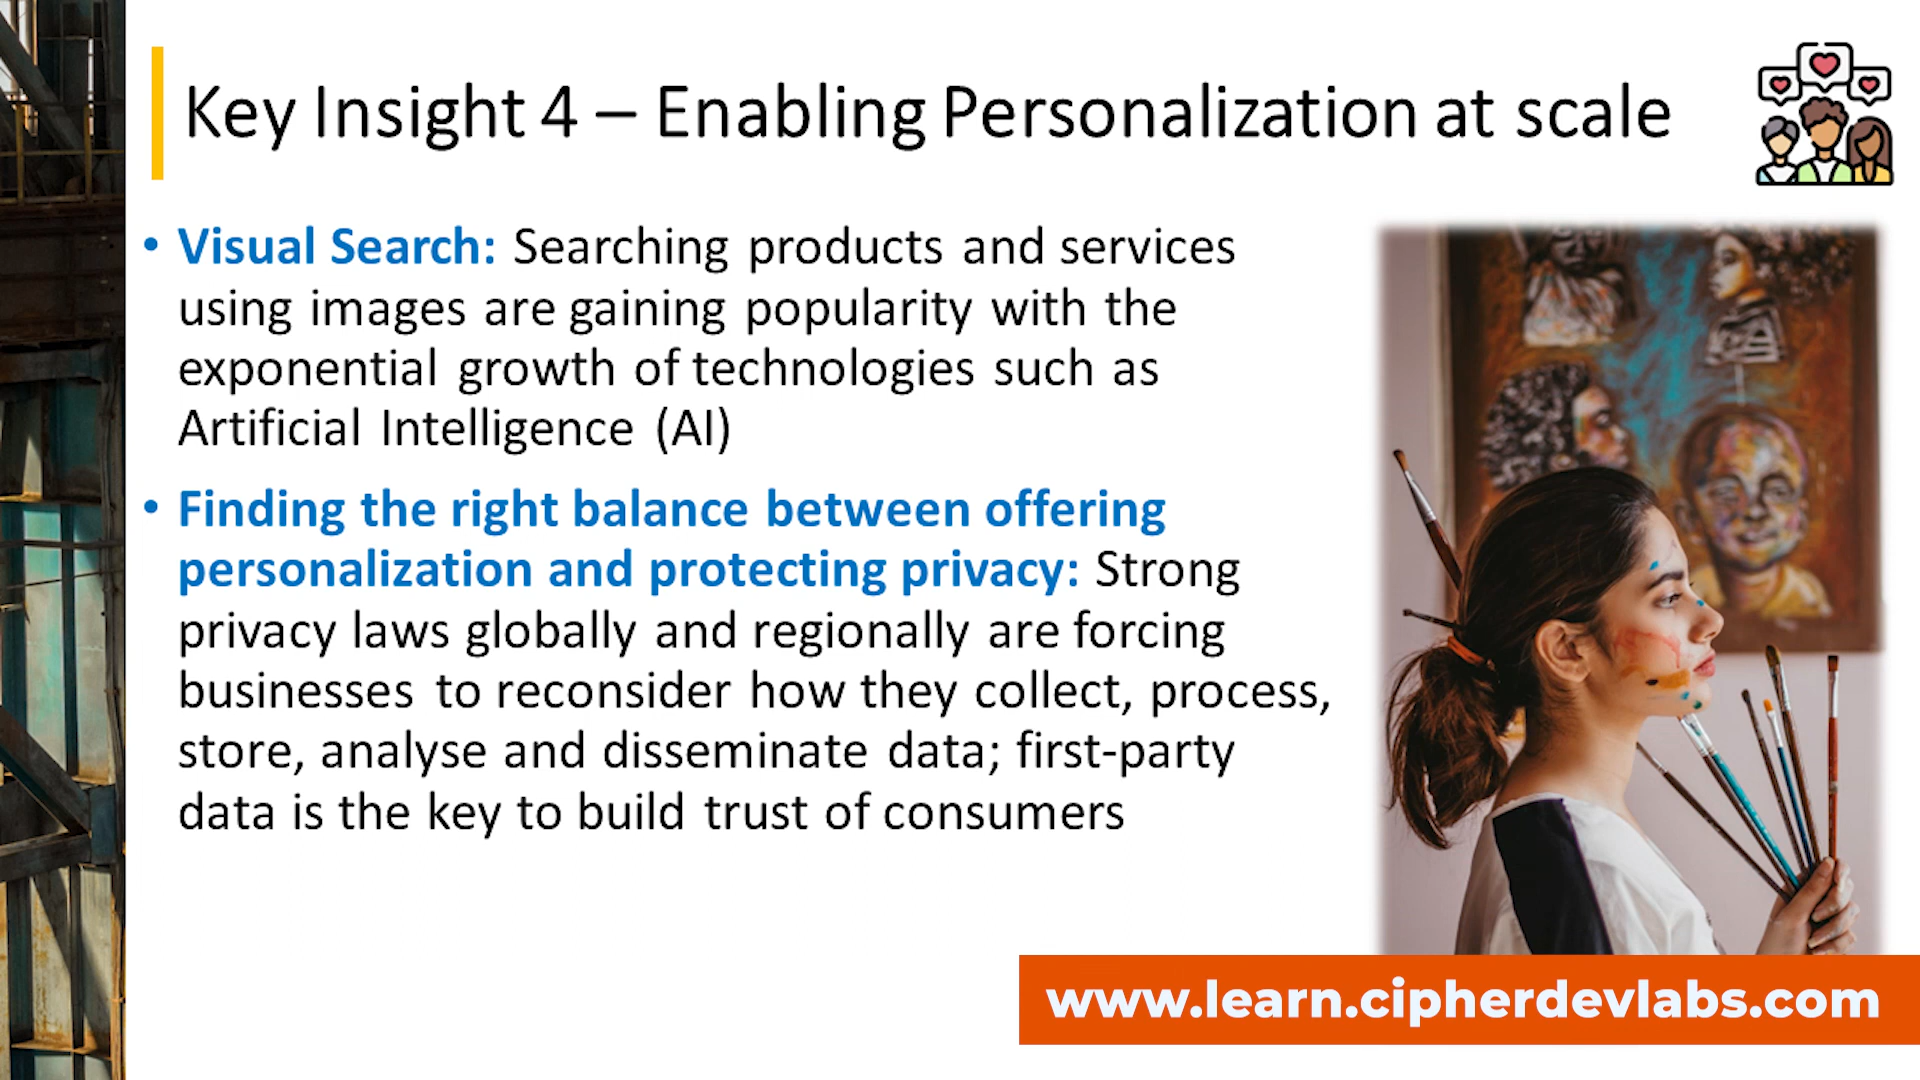 Key Insight 4 – Enabling Personalization at scale
• Visual Search: Searching products and services
using images are gaining popularity with the
exponential growth of technologies such as
Artificial Intelligence (AI)
• Finding the right balance between offering
personalization and protecting privacy: Strong
privacy laws globally and regionally are forcing
businesses to reconsider how they collect, process,
store, analyse and disseminate data; first-party
data is the key to build trust of consumers
www.learn.cipherdevlabs.com